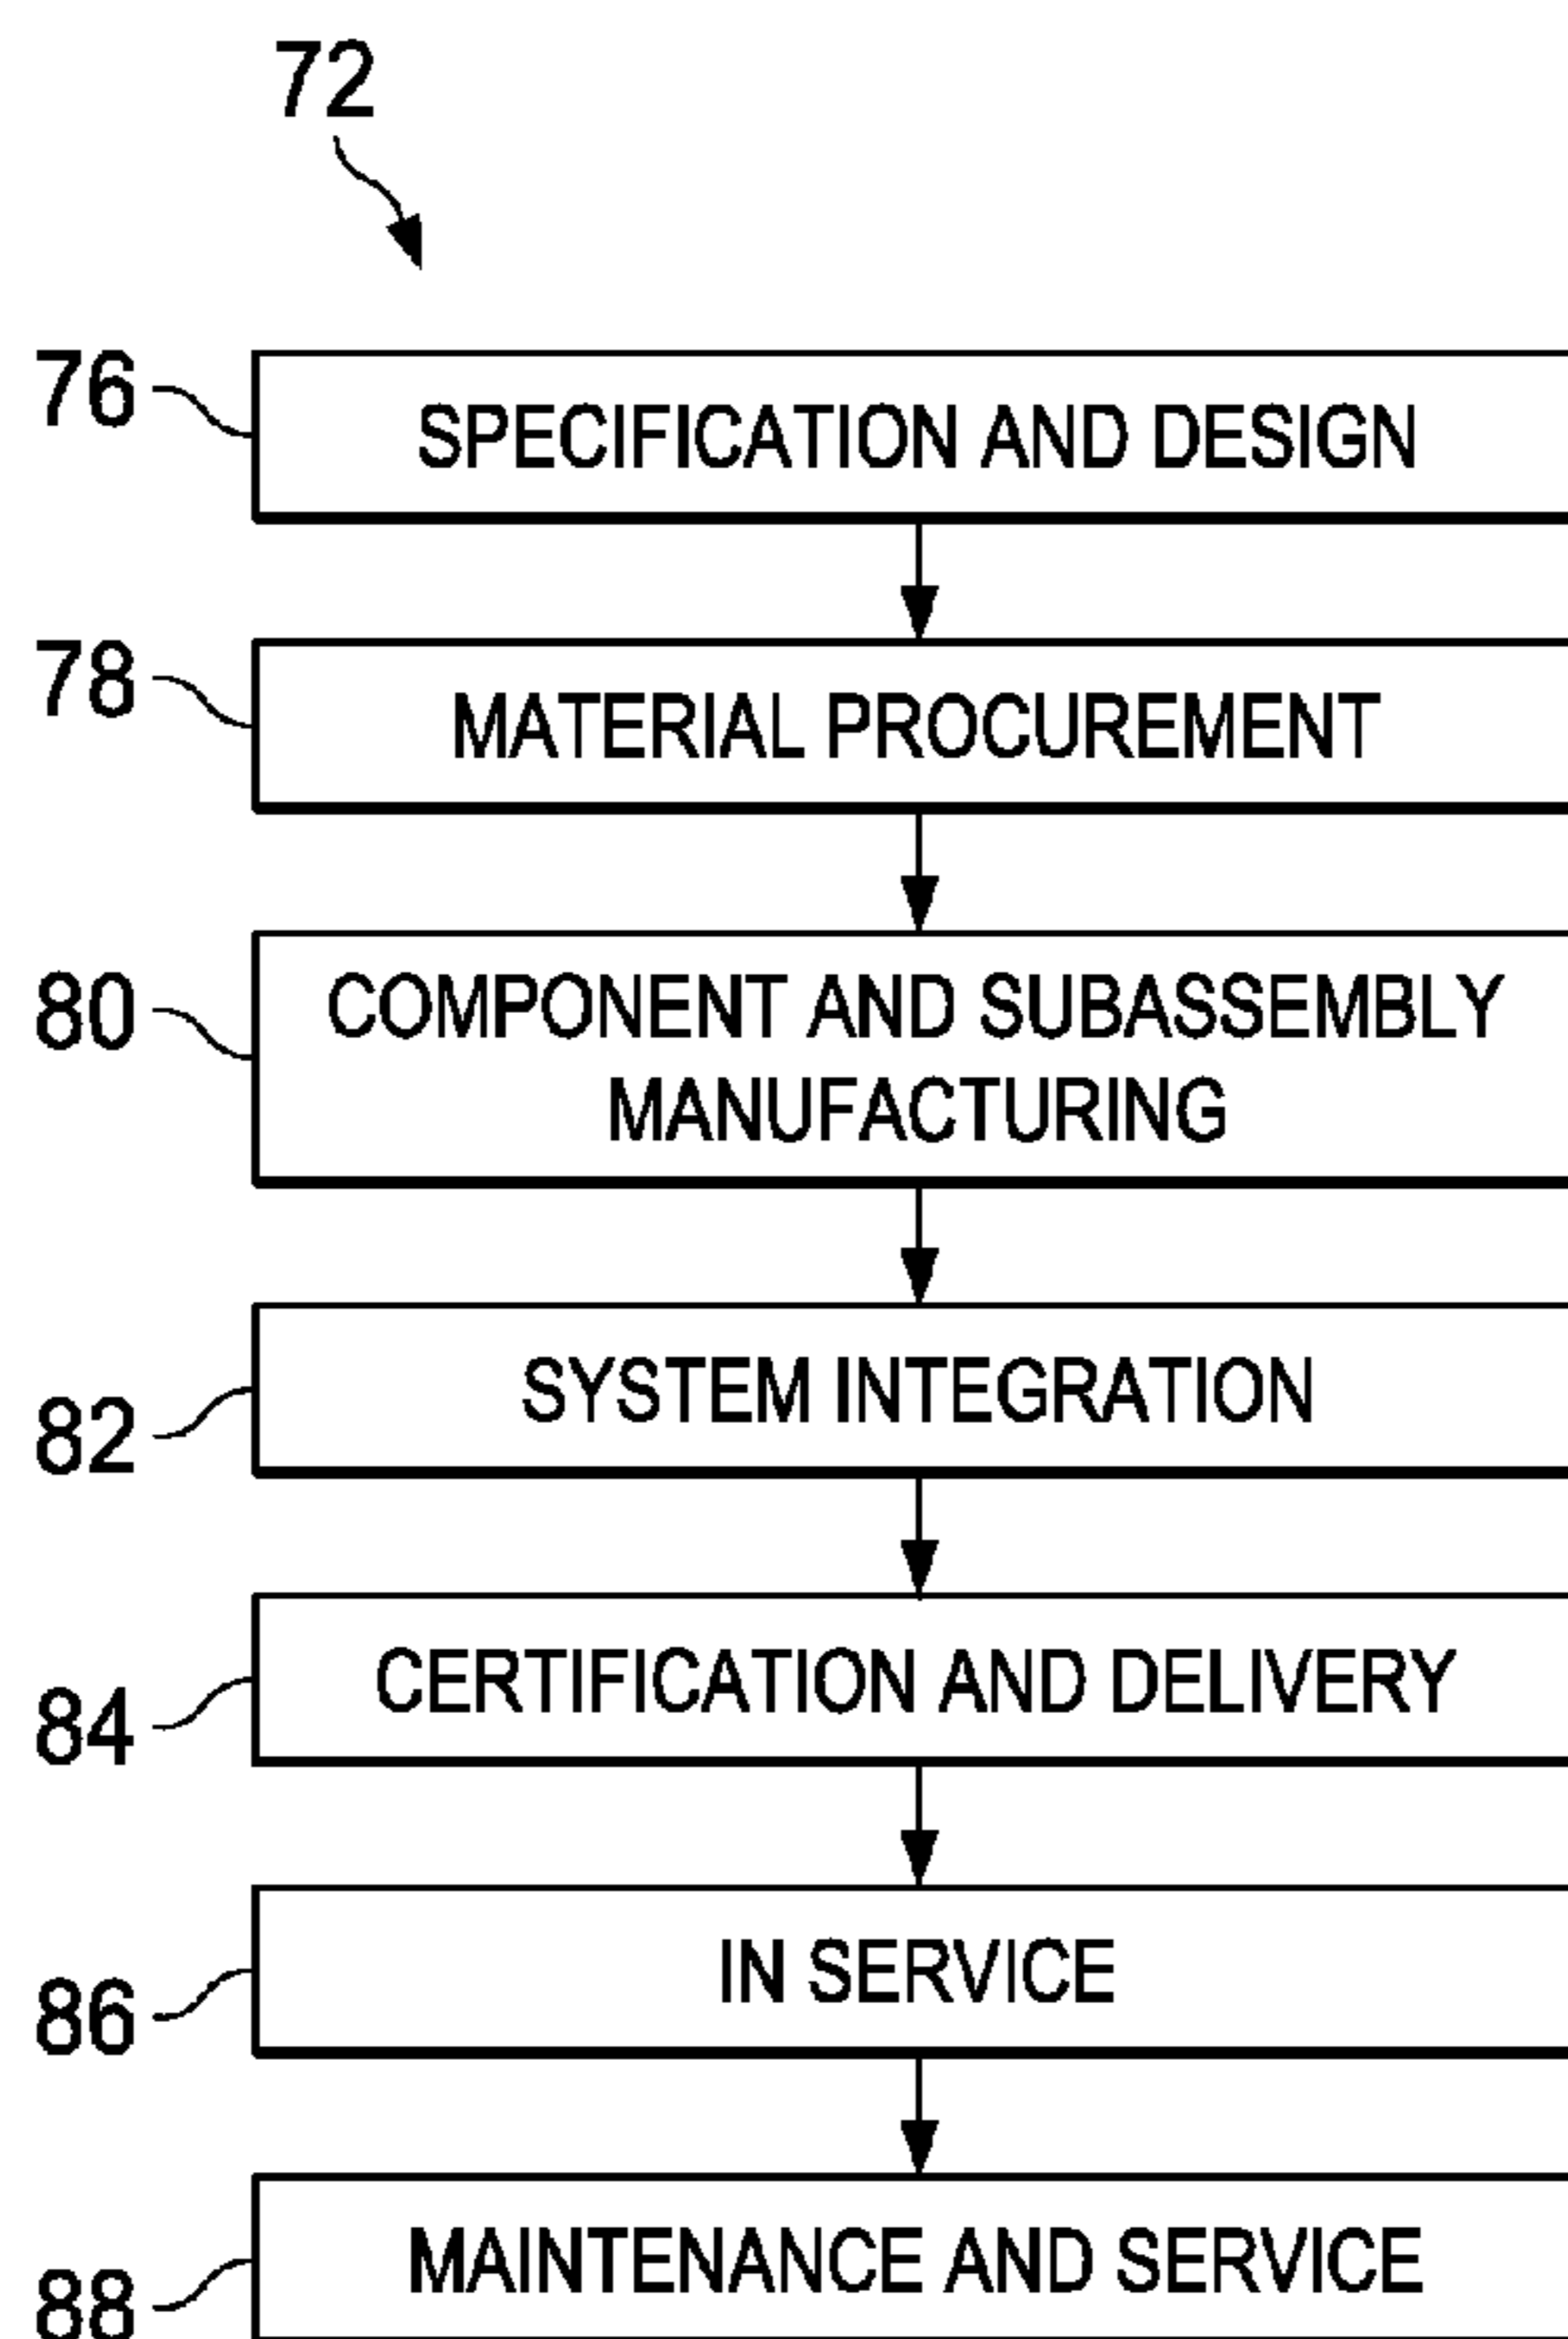 72
76
SPECIFICATION AND DESIGN
78
MATERIAL PROCUREMENT
80
COMPONENT AND SUBASSEMBLY
MANUFACTURING
82
SYSTEM INTEGRATION
84
CERTIFICATION AND DELIVERY
86
IN SERVICE
88
MAINTENANCE AND SERVICE